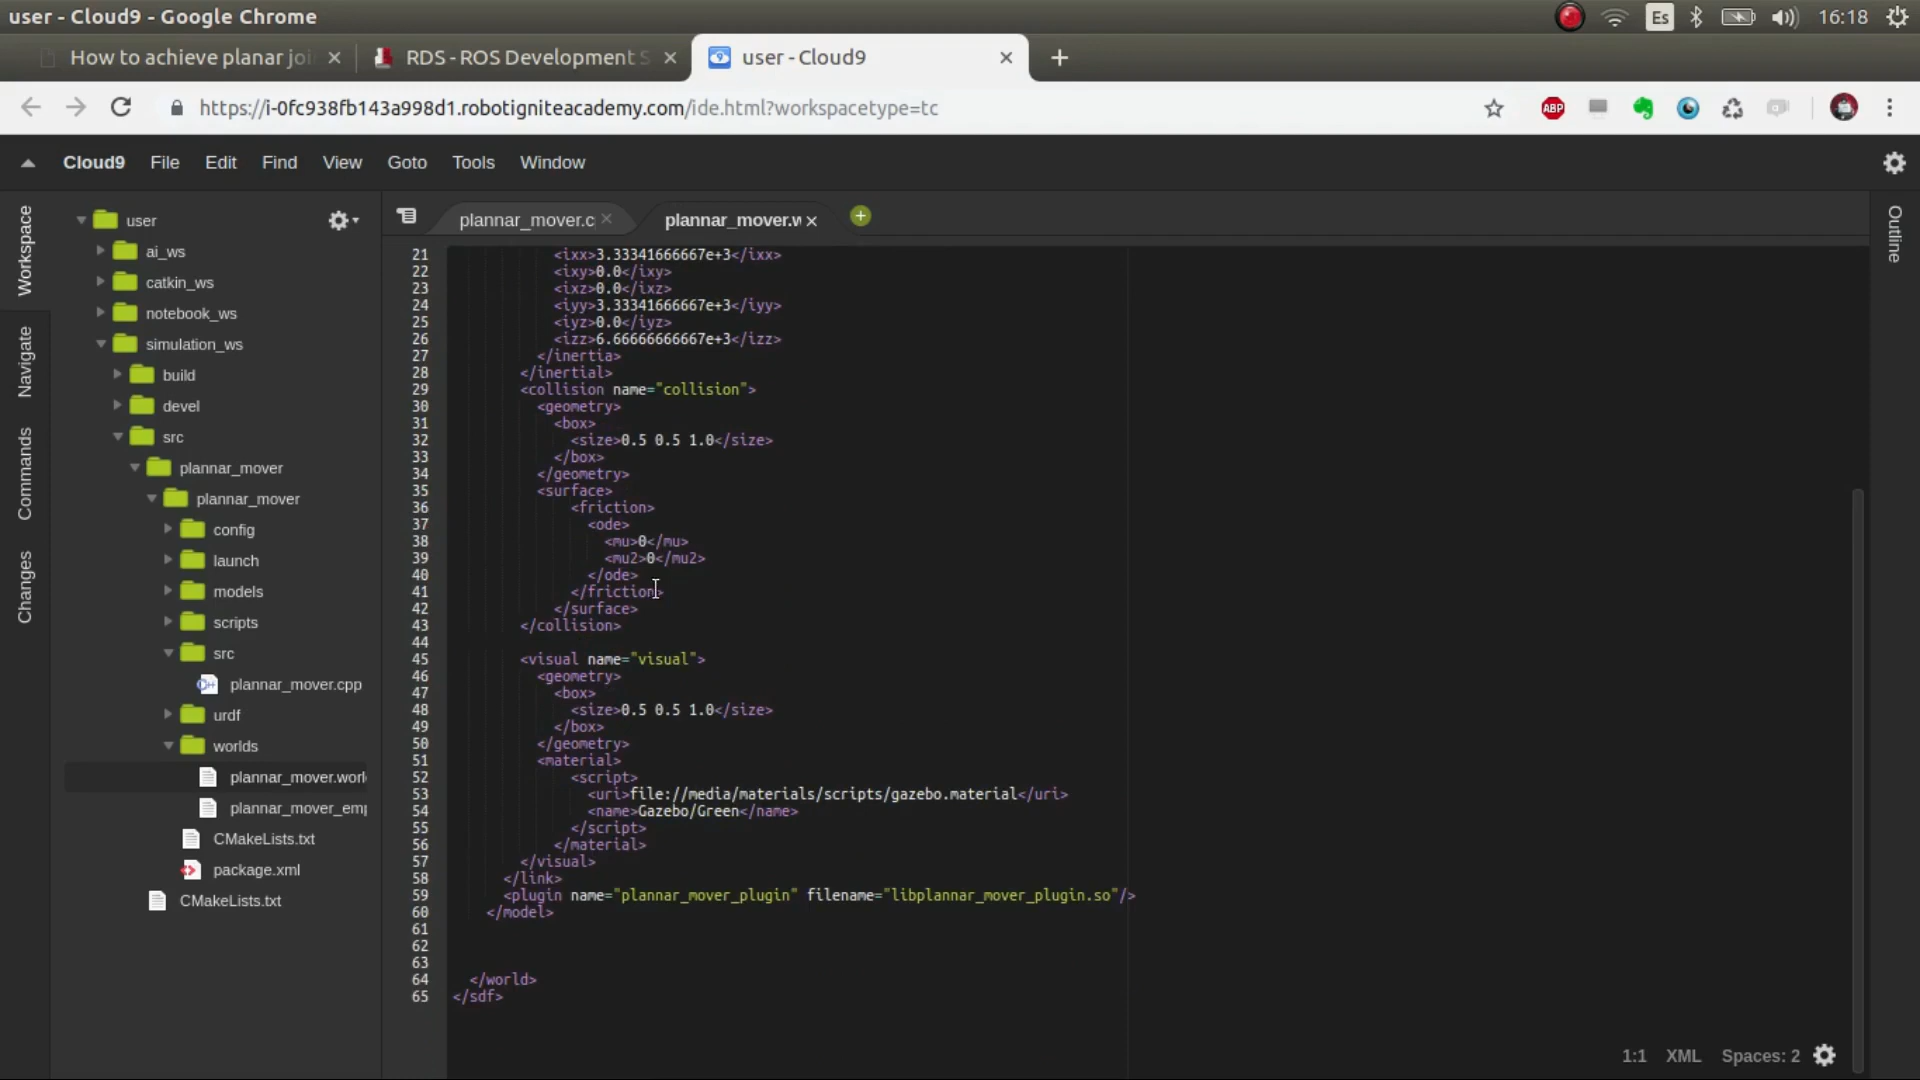 user - Cloud9 - Google Chrome
Es
16:18
How to achieve planar joi
RDS - ROS Development S
user - Cloud9
https://i-0fc938fb143a998d1.robotigniteacademy.com/ide.html?workspacetype=tc
ABP
Cloud9 File Edit Find View Goto Tools Window
Workspace
Navigate
Commands
Changes
Outline
user
ai_ws
catkin_ws
notebook_ws
simulation_ws
build
devel
src
plannar_mover
plannar_mover
config
launch
models
scripts
src
plannar_mover.cpp
urdf
worlds
plannar_mover.worl
plannar_mover_emp
CMakeLists.txt
package.xml
CMakeLists.txt
plannar_mover.c
plannar_mover.w
21 <ixx>3.33341666667e+3</ixx>
22 <ixy>0.0</ixy>
23 <ixz>0.0</ixz>
24 <iyy>3.33341666667e+3</iyy>
25 <iyz>0.0</iyz>
26 <izz>6.66666666667e+3</izz>
27 </inertia>
28 </inertial>
29 <collision name="collision">
30 <geometry>
31 <box>
32 <size>0.5 0.5 1.0</size>
33 </box>
34 </geometry>
35 <surface>
36 <friction>
37 <ode>
38 <mu>0</mu>
39 <mu2>0</mu2>
40 </ode>
41 </friction>
42 </surface>
43 </collision>
44
45 <visual name="visual">
46 <geometry>
47 <box>
48 <size>0.5 0.5 1.0</size>
49 </box>
50 </geometry>
51 <material>
52 <script>
53 <uri>file://media/materials/scripts/gazebo.material</uri>
54 <name>Gazebo/Green</name>
55 </script>
56 </material>
57 </visual>
58 </link>
59 <plugin name="plannar_mover_plugin" filename="libplannar_mover_plugin.so"/>
60 </model>
61
62
63
64 </world>
65 </sdf>
1:1 XML Spaces: 2